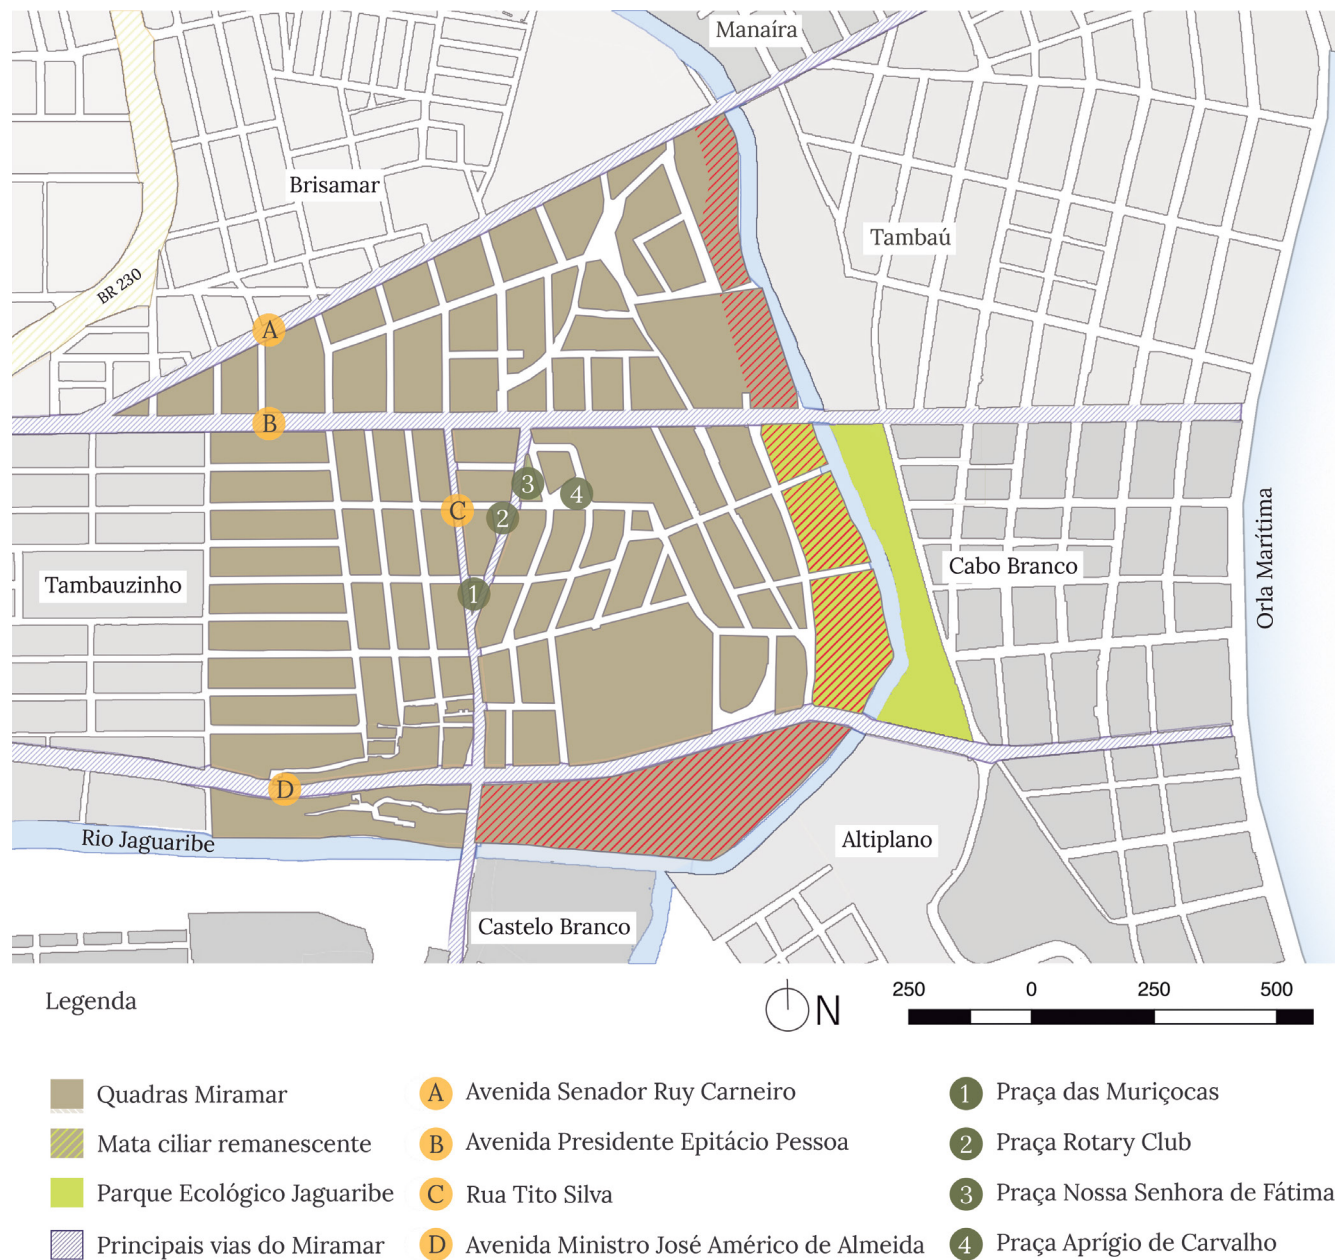 Manaíra
Brisamar
Tambaú
BR 230
A
B
3
4
C
2
Orla Marítima
Cabo Branco
Tambauzinho
1
D
Rio Jaguaribe
Altiplano
Castelo Branco
Legenda
N
250 0 250 500
Quadras Miramar
Mata ciliar remanescente
Parque Ecológico Jaguaribe
Principais vias do Miramar
A Avenida Senador Ruy Carneiro
B Avenida Presidente Epitácio Pessoa
C Rua Tito Silva
D Avenida Ministro José Américo de Almeida
1 Praça das Muriçocas
2 Praça Rotary Club
3 Praça Nossa Senhora de Fátima
4 Praça Aprígio de Carvalho